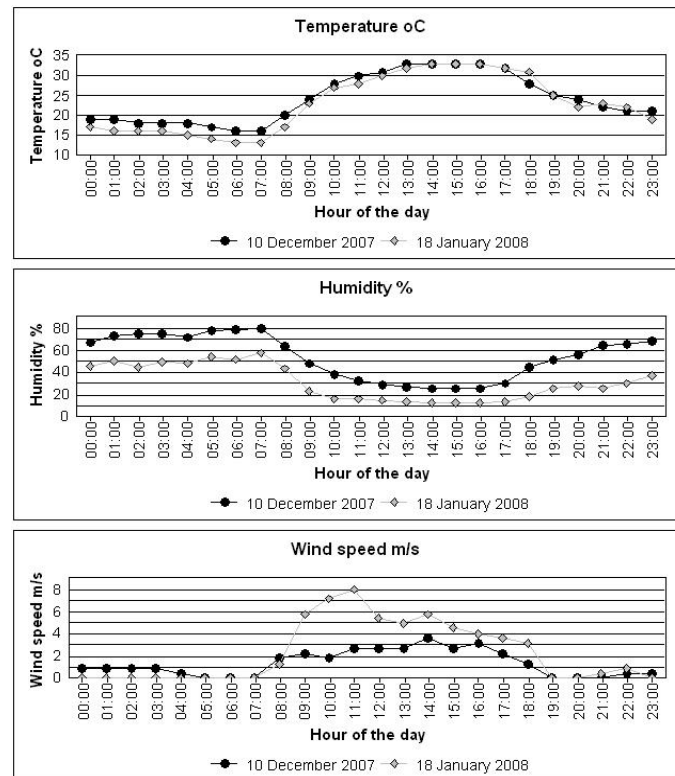 Temperature oC
Temperature oC
35
30
25
20
15
10
00:00 01:00 02:00 03:00 04:00 05:00 06:00 07:00 08:00 09:00 10:00 11:00 12:00 13:00 14:00 15:00 16:00 17:00 18:00 19:00 20:00 21:00 22:00 23:00
Hour of the day
10 December 2007 18 January 2008
Humidity %
Humidity %
80
60
40
20
0
00:00 01:00 02:00 03:00 04:00 05:00 06:00 07:00 08:00 09:00 10:00 11:00 12:00 13:00 14:00 15:00 16:00 17:00 18:00 19:00 20:00 21:00 22:00 23:00
Hour of the day
10 December 2007 18 January 2008
Wind speed m/s
Wind speed m/s
8
6
4
2
0
00:00 01:00 02:00 03:00 04:00 05:00 06:00 07:00 08:00 09:00 10:00 11:00 12:00 13:00 14:00 15:00 16:00 17:00 18:00 19:00 20:00 21:00 22:00 23:00
Hour of the day
10 December 2007 18 January 2008